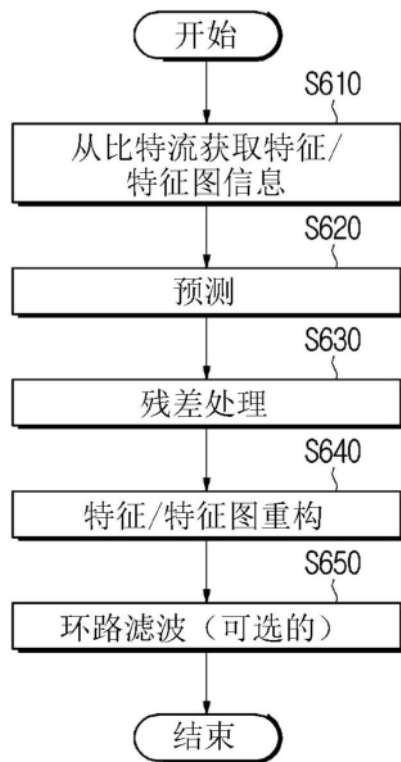 开始
S610
从比特流获取特征/
特征图信息
S620
预测
S630
残差处理
S640
特征/特征图重构
S650
环路滤波（可选的）
结束